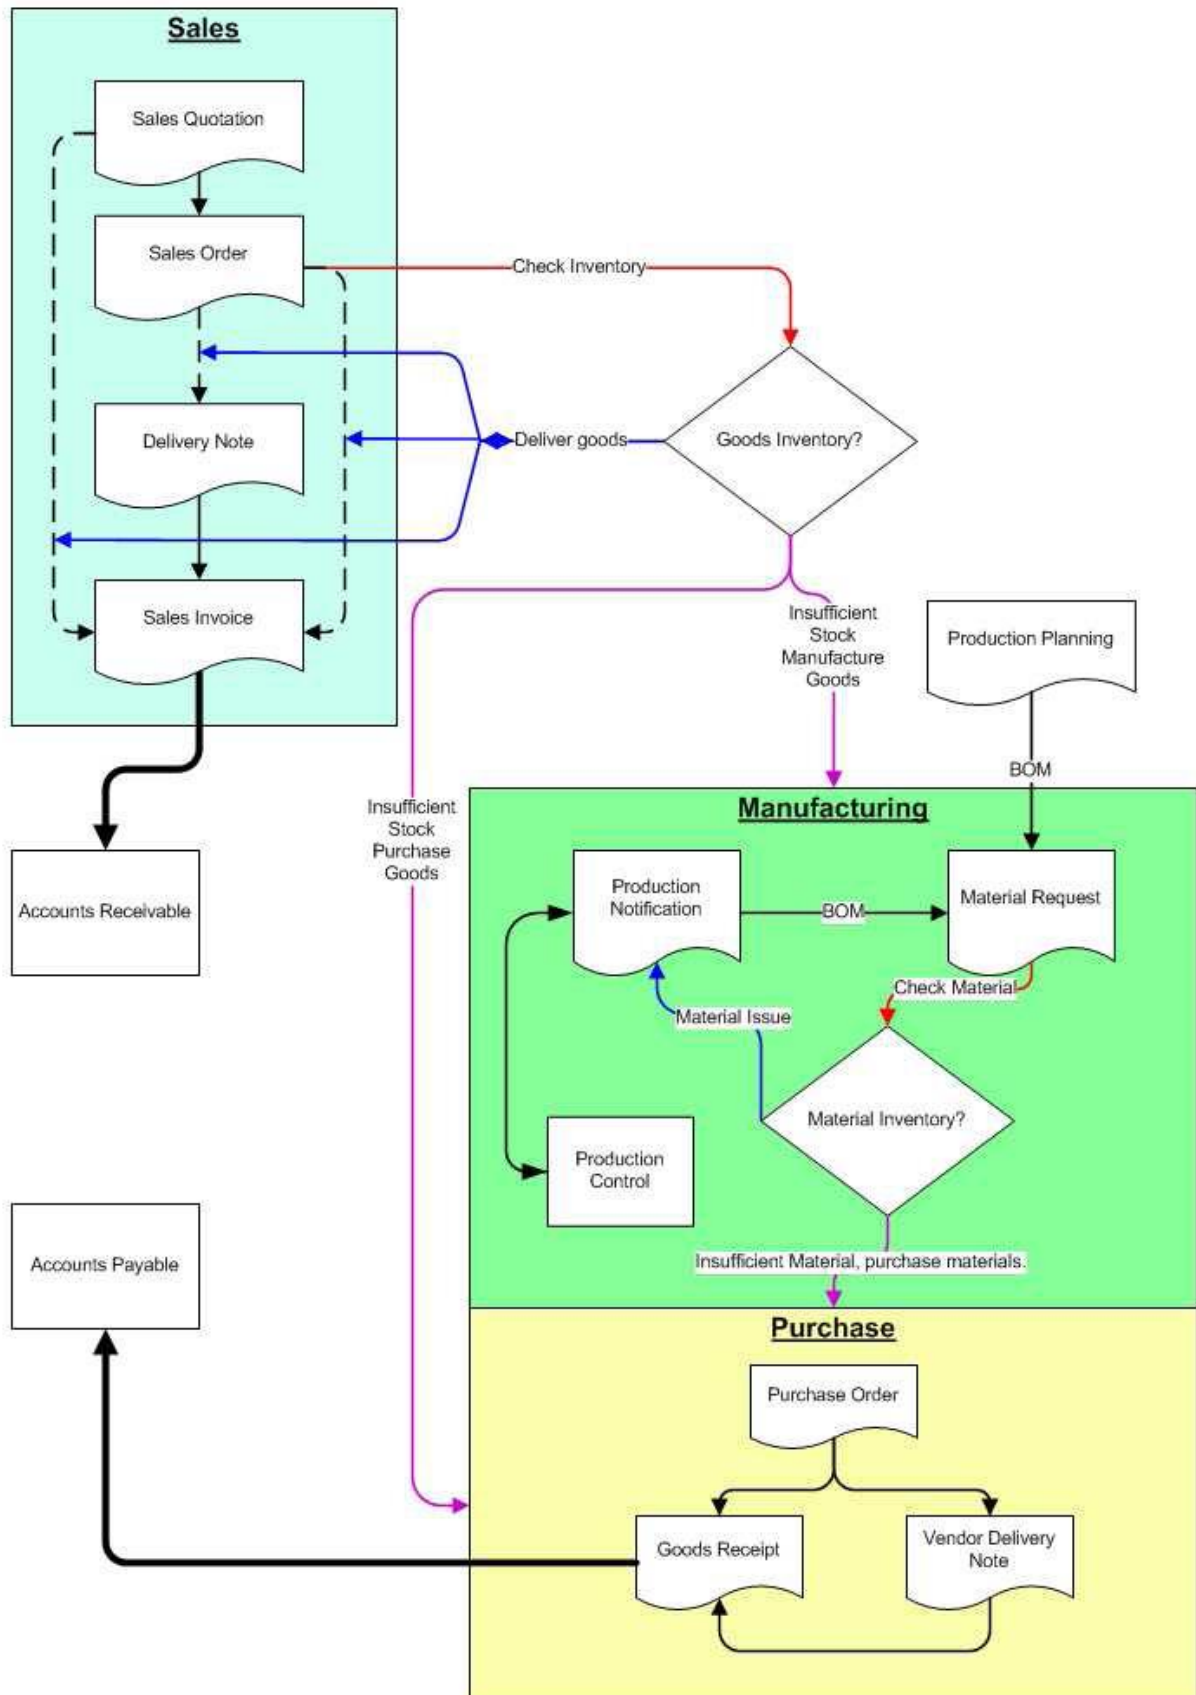 Sales
Sales Quotation
Sales Order
Check Inventory
Delivery Note
Deliver goods
Goods Inventory?
Sales Invoice
Insufficient
Stock
Manufacture
Goods
Production Planning
BOM
Insufficient
Stock
Purchase
Goods
Manufacturing
Accounts Receivable
Production
Notification
BOM
Material Request
Check Material
Material Issue
Material Inventory?
Production
Control
Insufficient Material, purchase materials.
Accounts Payable
Purchase
Purchase Order
Goods Receipt
Vendor Delivery
Note